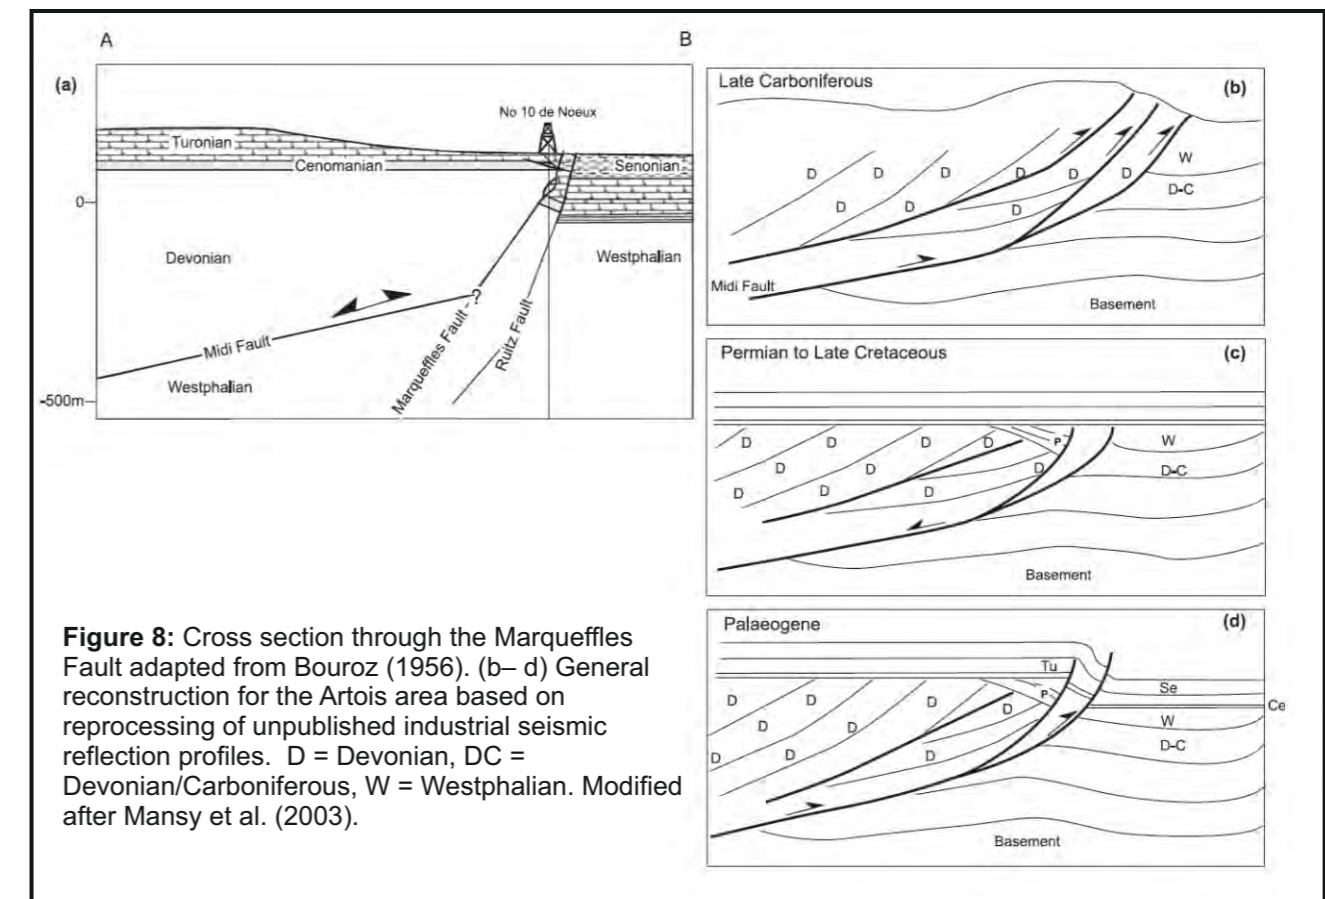 A
B
(a)
No 10 de Noeux
Turonian
Cenomanian
Senonian
0
Devonian
Westphalian
?
Midi Fault
Marqueffles Fault
Ruitz Fault
Westphalian
-500m
Late Carboniferous
(b)
D D D D D D W
D D D D-C
Midi Fault
Basement
Permian to Late Cretaceous
(c)
D D D D P W
D D D D-C
D D D
Basement
Palaeogene
(d)
Tu
Se
D D D P Ce
D D D W
D D D D-C
Basement
Figure 8: Cross section through the Marqueffles
Fault adapted from Bouroz (1956). (b– d) General
reconstruction for the Artois area based on
reprocessing of unpublished industrial seismic
reflection profiles. D = Devonian, DC =
Devonian/Carboniferous, W = Westphalian. Modified
after Mansy et al. (2003).